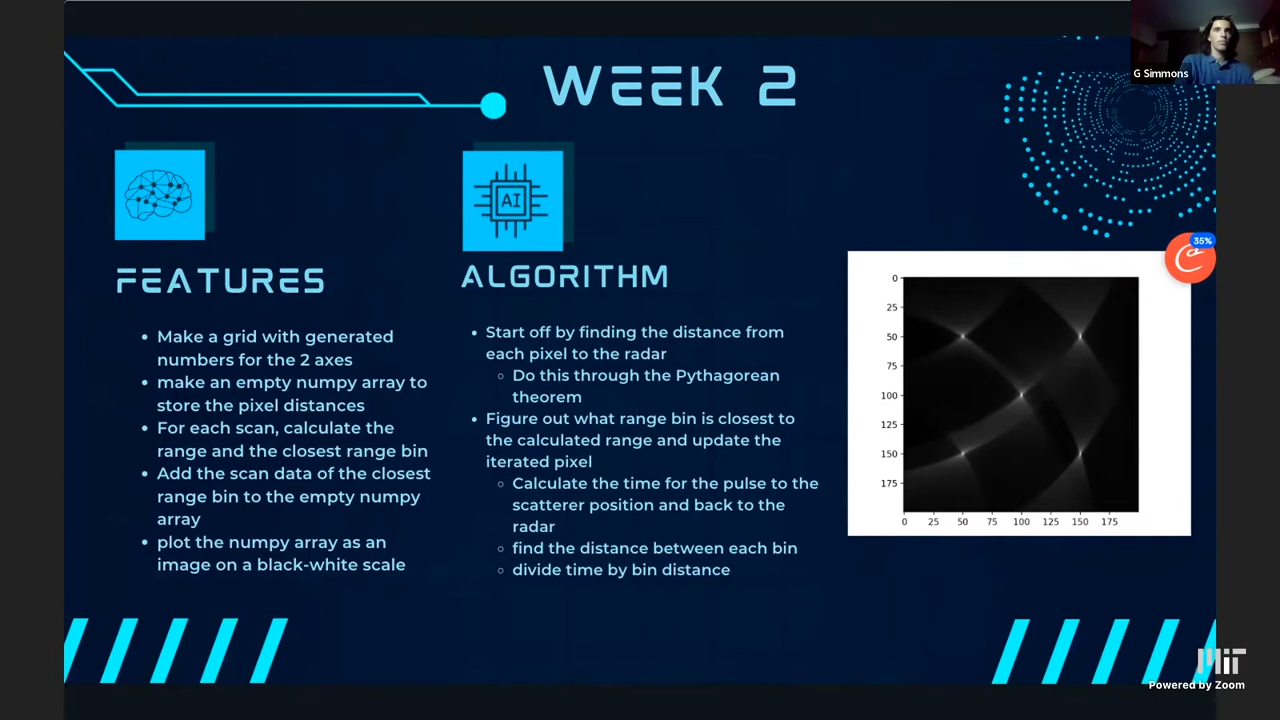 WEEK 2
G Simmons
AI
FEATURES
ALGORITHM
36%
• Make a grid with generated
numbers for the 2 axes
• make an empty numpy array to
store the pixel distances
• For each scan, calculate the
range and the closest range bin
• Add the scan data of the closest
range bin to the empty numpy
array
• plot the numpy array as an
image on a black-white scale
• Start off by finding the distance from
each pixel to the radar
○ Do this through the Pythagorean
theorem
• Figure out what range bin is closest to
the calculated range and update the
iterated pixel
○ Calculate the time for the pulse to the
scatterer position and back to the
radar
○ find the distance between each bin
○ divide time by bin distance
0
25
50
75
100
125
150
175
0 25 50 75 100 125 150 175
MIT
Powered by Zoom